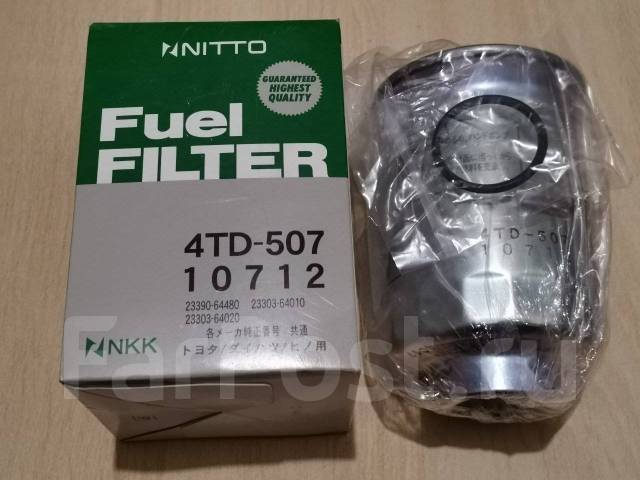 NITTO
GUARANTEED
HIGHEST
QUALITY
Fuel
FILTER
4TD-507
10712
23390-64480 23303-64010
23303-64020
各メーカ純正番号 共通
トヨタ/ダイハツ/ヒノ用
NKK
4TD-507
1071
FarPost.ru